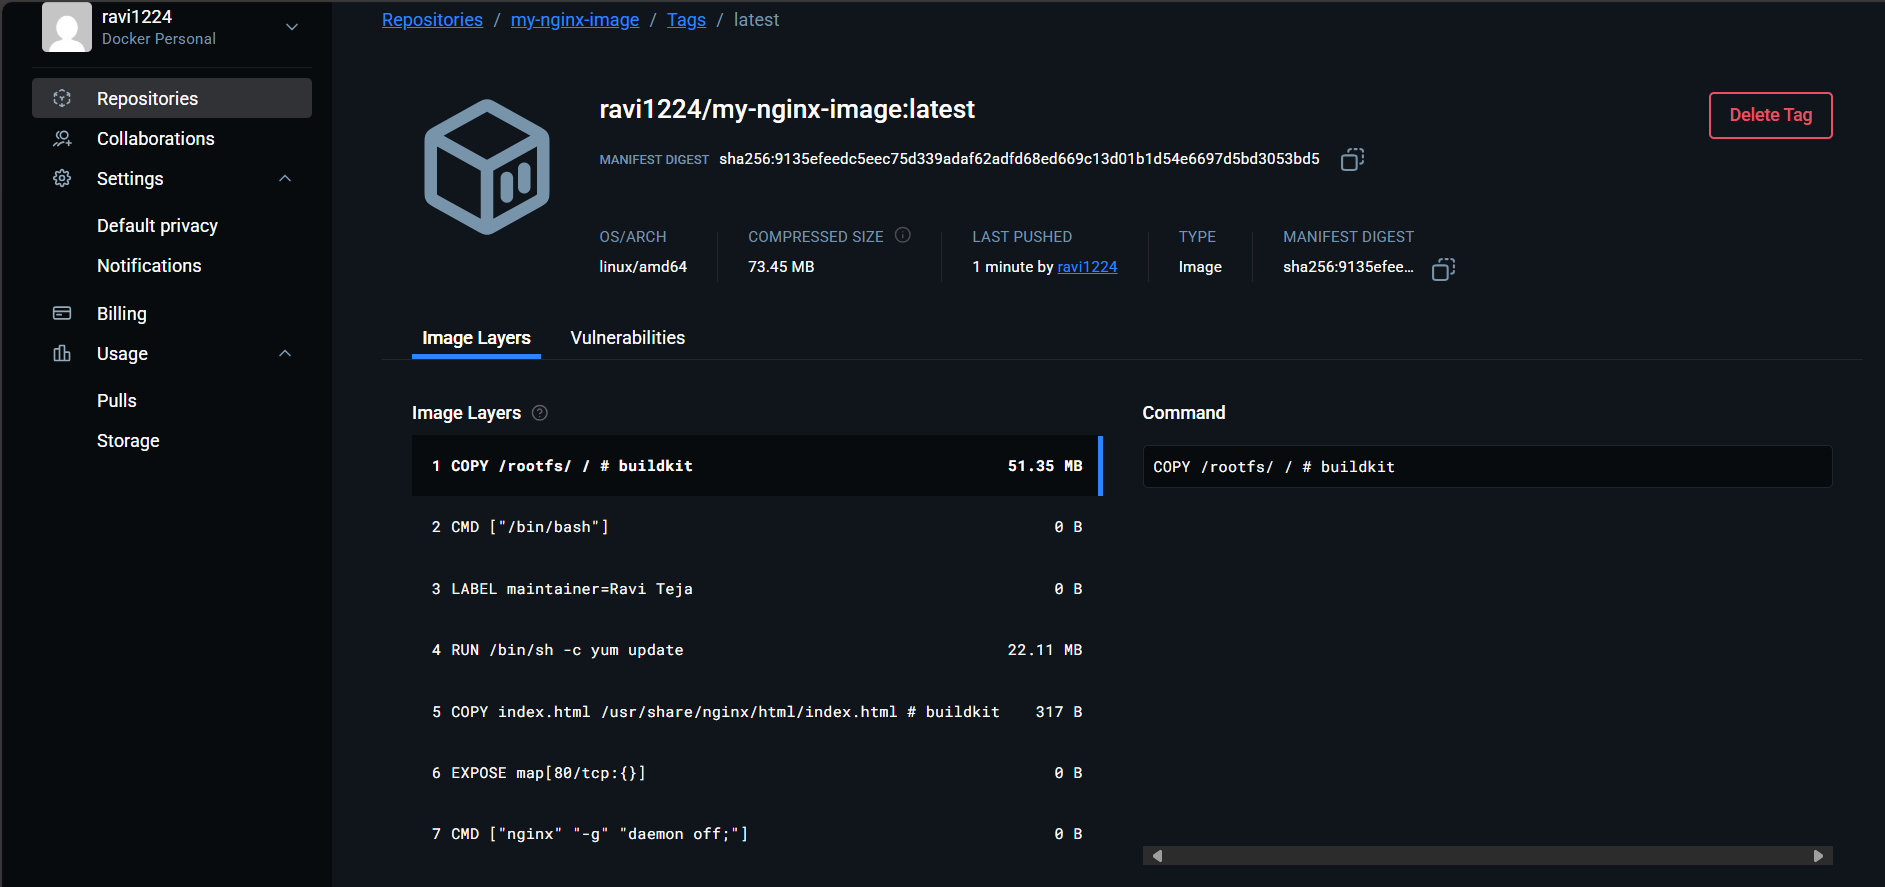 ravi1224
Docker Personal
Repositories
Collaborations
Settings
Default privacy
Notifications
Billing
Usage
Pulls
Storage
Repositories / my-nginx-image / Tags / latest
ravi1224/my-nginx-image:latest
Delete Tag
MANIFEST DIGEST sha256:9135efeedc5eec75d339adaf62adfd68ed669c13d01b1d54e6697d5bd3053bd5
OS/ARCH COMPRESSED SIZE LAST PUSHED TYPE MANIFEST DIGEST
linux/amd64 73.45 MB 1 minute by ravi1224 Image sha256:9135efee...
Image Layers Vulnerabilities
Image Layers
1 COPY /rootfs/ / # buildkit 51.35 MB
2 CMD ["/bin/bash"] 0 B
3 LABEL maintainer=Ravi Teja 0 B
4 RUN /bin/sh -c yum update 22.11 MB
5 COPY index.html /usr/share/nginx/html/index.html # buildkit 317 B
6 EXPOSE map[80/tcp:{}] 0 B
7 CMD ["nginx" "-g" "daemon off;"] 0 B
Command
COPY /rootfs/ / # buildkit